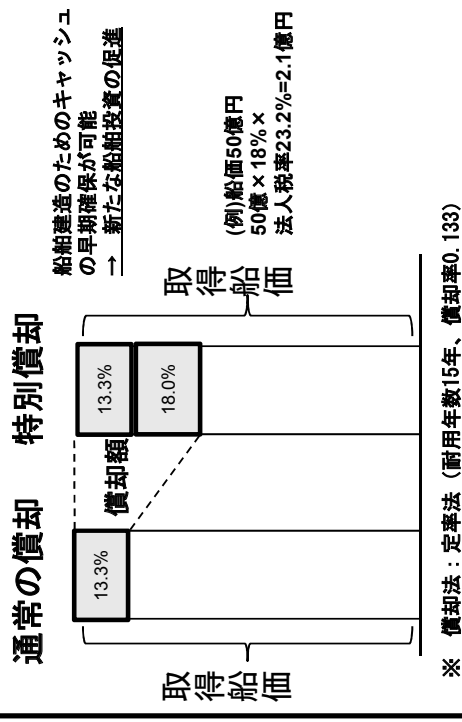 通常の償却　特別償却
取得船価
13.3%
償却額
13.3%
18.0%
取得船価
船舶建造のためのキャッシュ
の早期確保が可能
→　新たな船舶投資の促進
(例)船価50億円
50億×18%×
法人税率23.2%=2.1億円
※　償却法：定率法（耐用年数15年、償却率0.133）